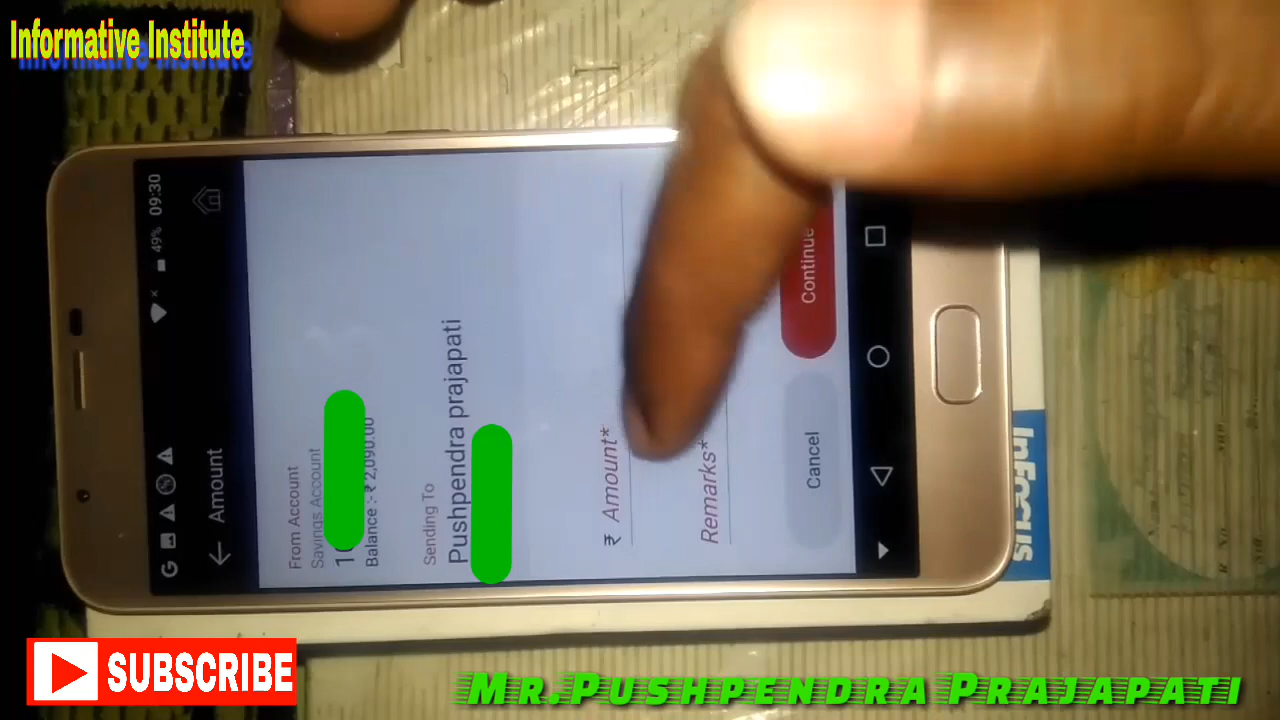 Informative Institute
09:30
49%
Amount
From Account
Savings Account
Balance :- ₹ 2,090.00
Sending To
Pushpendra prajapati
₹ Amount*
Remarks*
Cancel
Continue
InFocus
SUBSCRIBE
MR.PUSHPENDRA PRAJAPATI